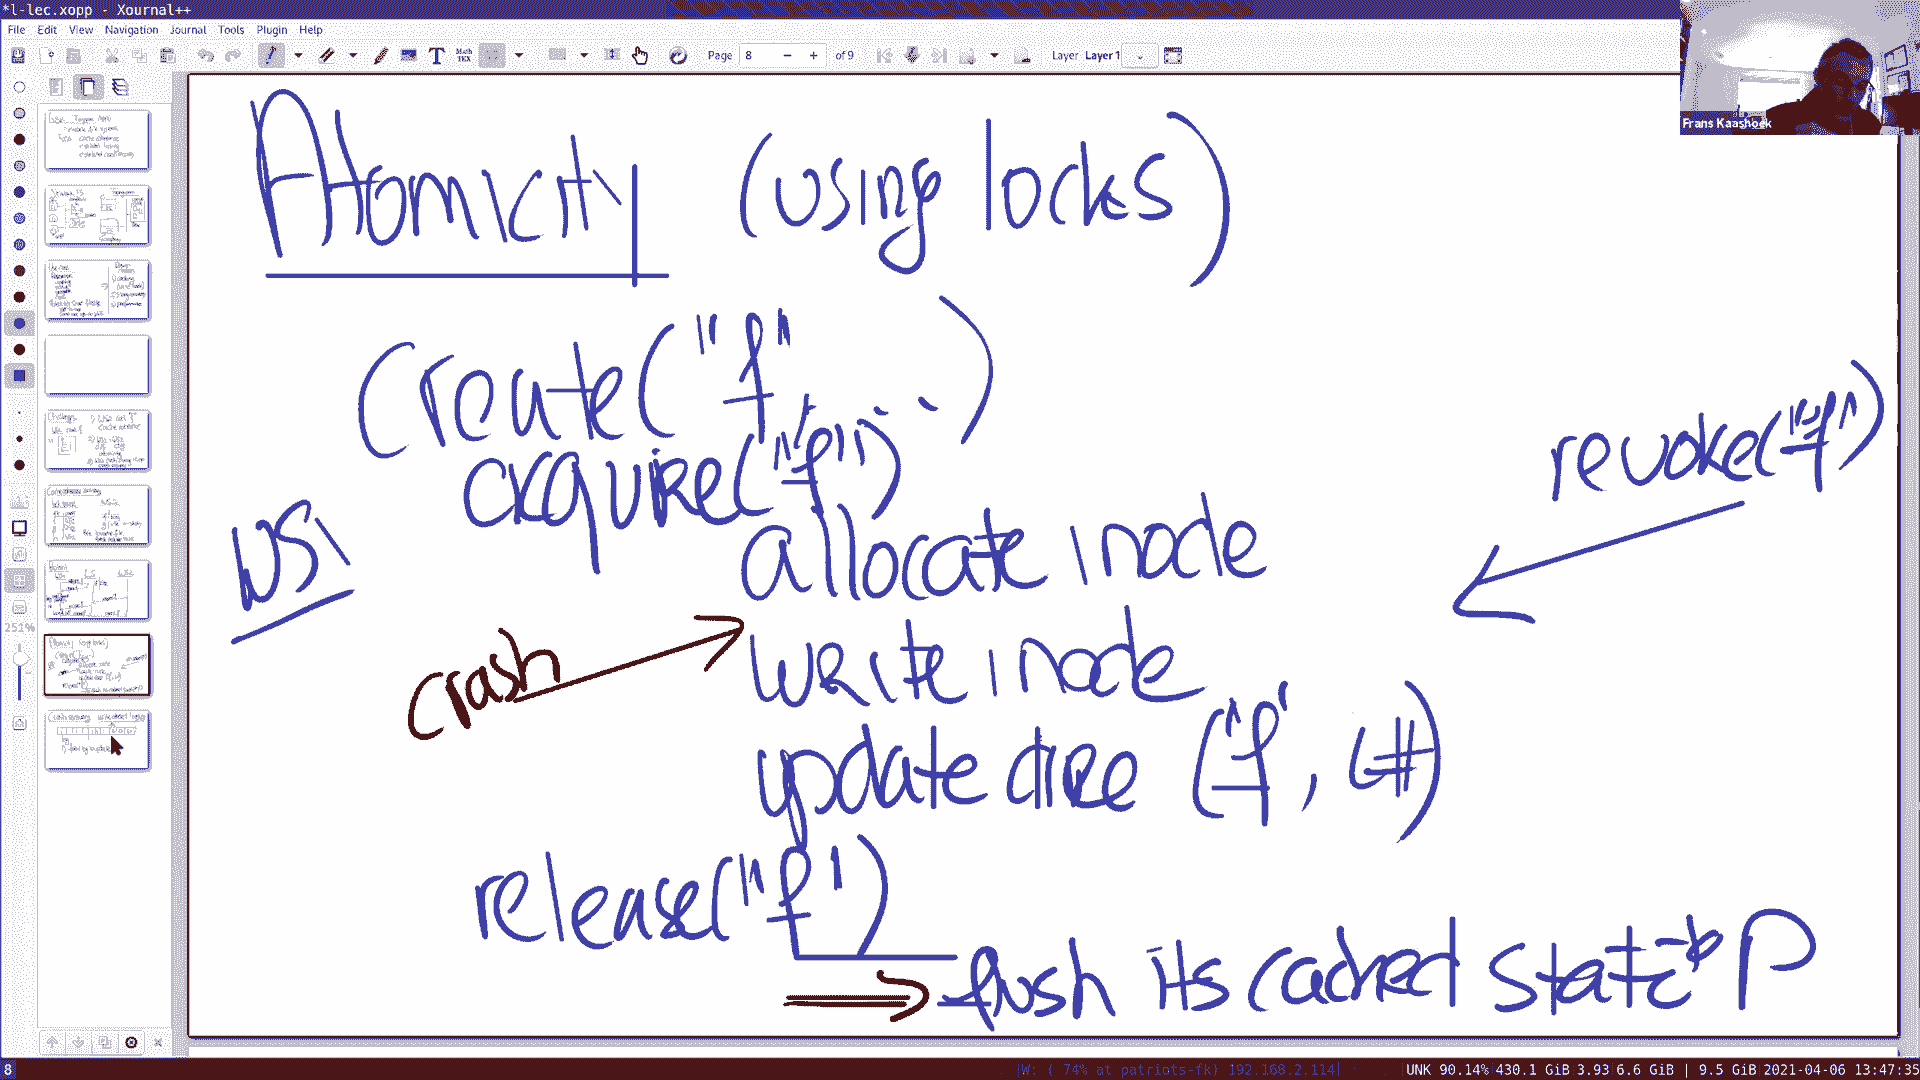 *l-lec.xopp - Xournal++
File Edit View Navigation Journal Tools Plugin Help
Page 8 of 9 Layer Layer 1
Frans Kaashoek
Atomicity (using locks)
create("f", ...)
acquire("f")
revoke("f")
WS1
allocate inode
crash
write inode
update dire ("f", i#)
release("f")
=> flush its cached state -> P
251%
8
W: ( 74% at patriots-fk) 192.168.2.114| UNK 90.14% 430.1 GiB 3.93 6.6 GiB | 9.5 GiB 2021-04-06 13:47:35